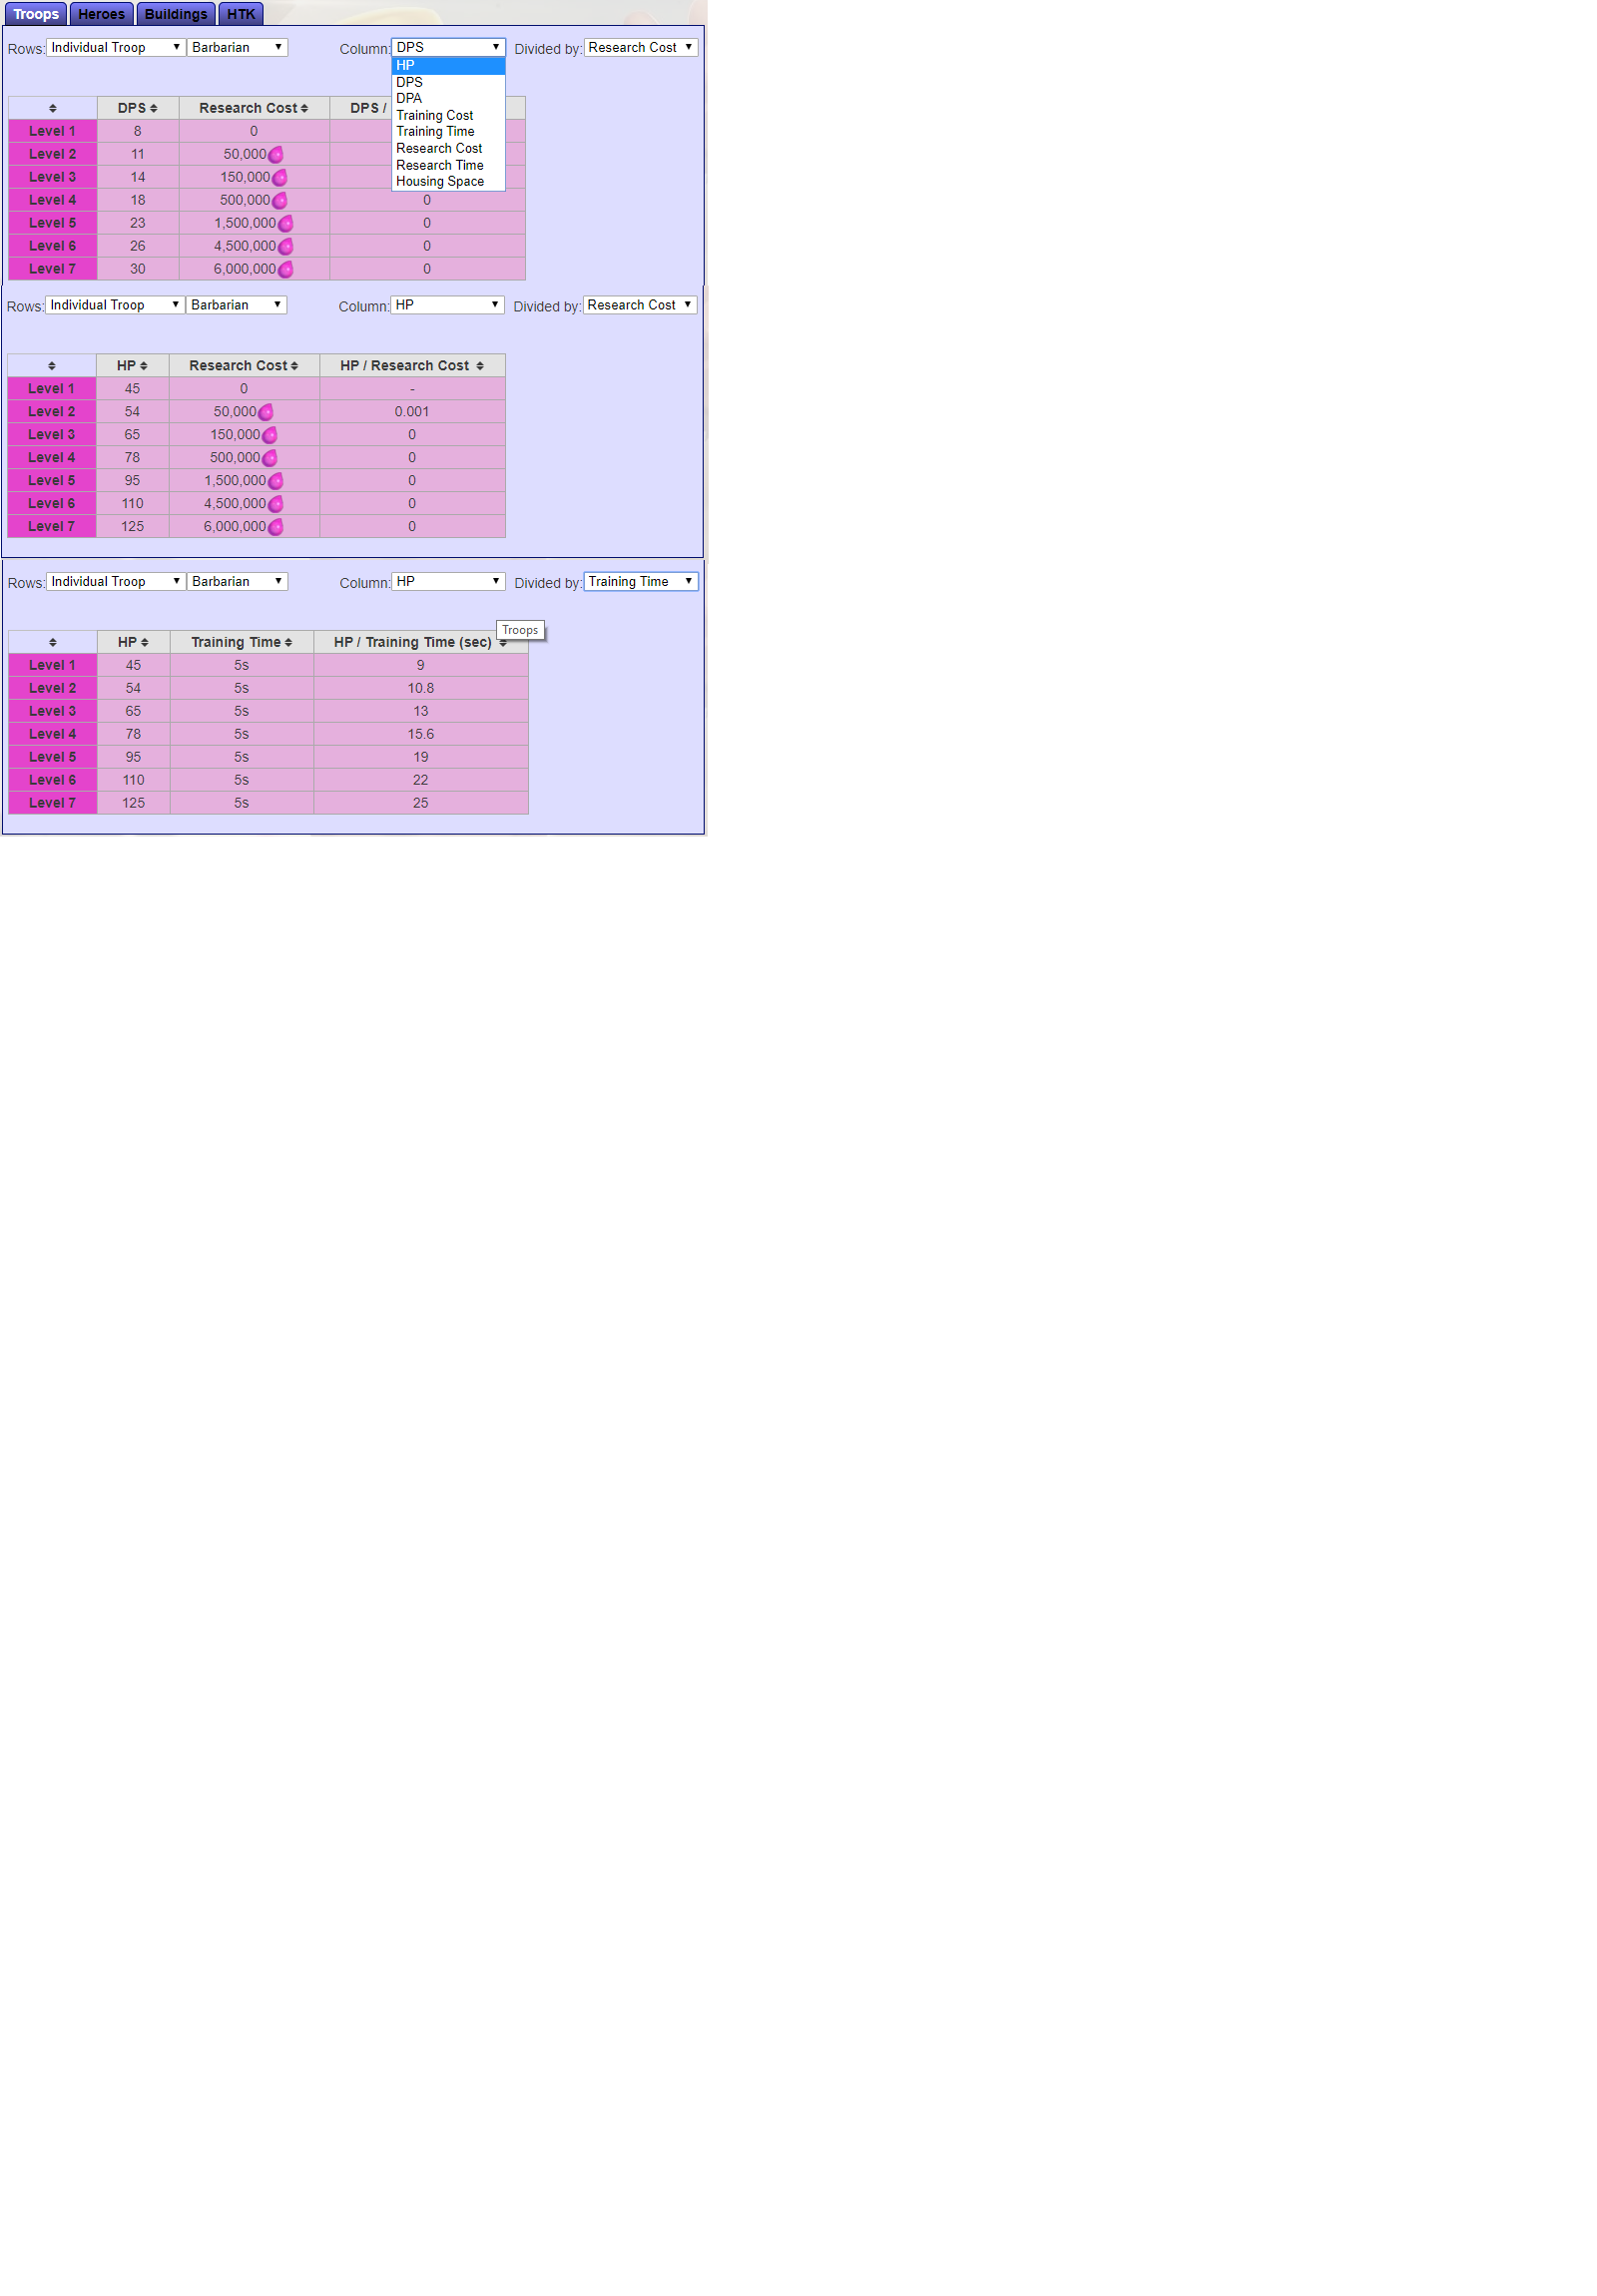 Troops Heroes Buildings HTK
Rows: Individual Troop Barbarian Column: DPS Divided by: Research Cost
HP
DPS
DPA
Training Cost
Training Time
Research Cost
Research Time
Housing Space
DPS Research Cost DPS /
Level 1 8 0
Level 2 11 50,000
Level 3 14 150,000
Level 4 18 500,000 0
Level 5 23 1,500,000 0
Level 6 26 4,500,000 0
Level 7 30 6,000,000 0
Rows: Individual Troop Barbarian Column: HP Divided by: Research Cost
HP Research Cost HP / Research Cost
Level 1 45 0 -
Level 2 54 50,000 0.001
Level 3 65 150,000 0
Level 4 78 500,000 0
Level 5 95 1,500,000 0
Level 6 110 4,500,000 0
Level 7 125 6,000,000 0
Rows: Individual Troop Barbarian Column: HP Divided by: Training Time
Troops
HP Training Time HP / Training Time (sec)
Level 1 45 5s 9
Level 2 54 5s 10.8
Level 3 65 5s 13
Level 4 78 5s 15.6
Level 5 95 5s 19
Level 6 110 5s 22
Level 7 125 5s 25